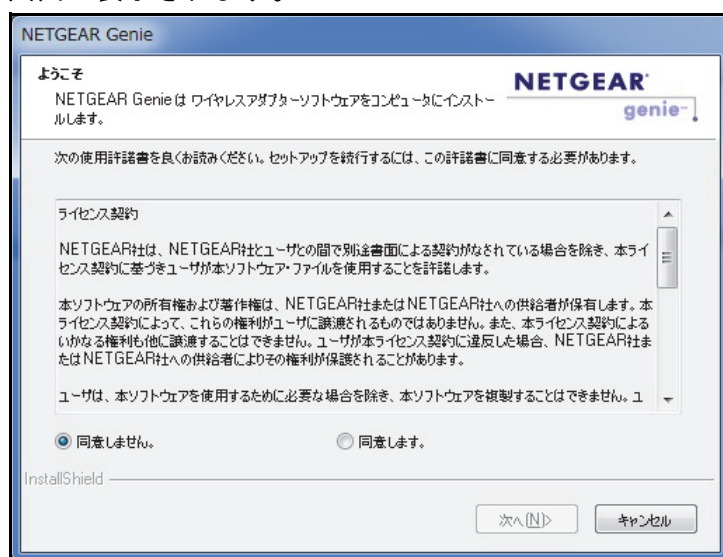 NETGEAR Genie
ようこそ
NETGEAR Genieは ワイヤレスアダプターソフトウェアをコンピュータにインストー
ルします。
NETGEAR
genie
次の使用許諾書を良くお読みください。セットアップを続行するには、この許諾書に同意する必要があります。
ライセンス契約
NETGEAR社は、NETGEAR社とユーザとの間で別途書面による契約がなされている場合を除き、本ライ
センス契約に基づきユーザが本ソフトウェア・ファイルを使用することを許諾します。
本ソフトウェアの所有権および著作権は、NETGEAR社またはNETGEAR社への供給者が保有します。本
ライセンス契約によって、これらの権利がユーザに譲渡されるものではありません。また、本ライセンス契約による
いかなる権利も他に譲渡することはできません。ユーザが本ライセンス契約に違反した場合、NETGEAR社ま
たはNETGEAR社への供給者によりその権利が保護されることがあります。
ユーザは、本ソフトウェアを使用するために必要な場合を除き、本ソフトウェアを複製することはできません。ユ
同意しません。
同意します。
InstallShield
次へ(N)>
キャンセル